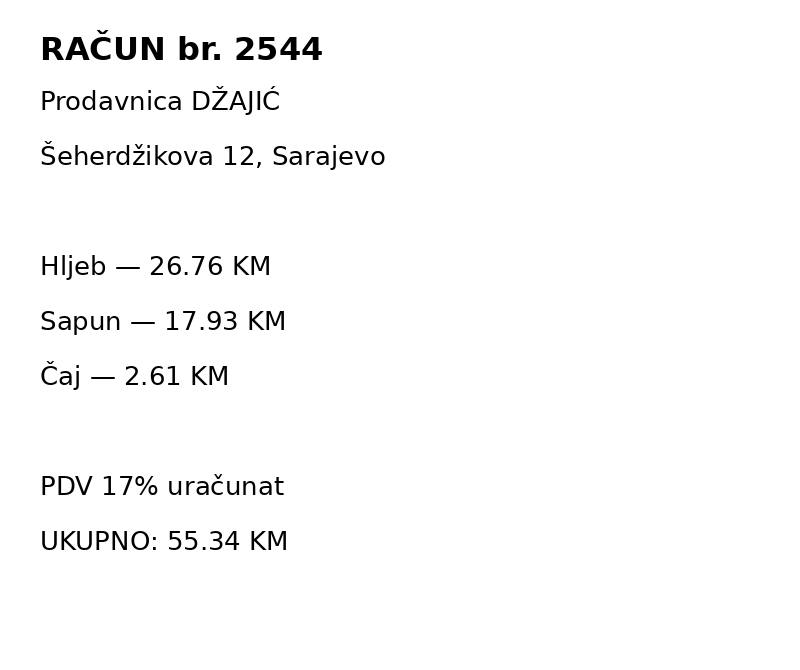 RAČUN br. 2544
Prodavnica DŽAJIĆ
Šeherdžikova 12, Sarajevo
Hljeb — 26.76 KM
Sapun — 17.93 KM
Čaj — 2.61 KM
PDV 17% uračunat
UKUPNO: 55.34 KM